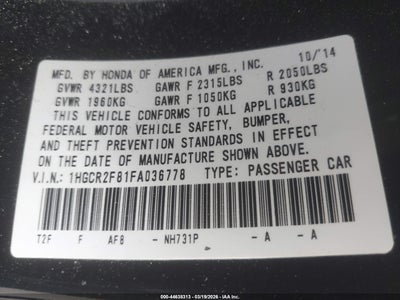 MFD. BY HONDA OF AMERICA MFG., INC. 10/'14
GVWR 4321LBS GAWR F 2315LBS R 2050LBS
GVWR 1960KG GAWR F 1050KG R 930KG
THIS VEHICLE CONFORMS TO ALL APPLICABLE
FEDERAL MOTOR VEHICLE SAFETY, BUMPER,
AND THEFT PREVENTION STANDARDS IN EFFECT
ON THE DATE OF MANUFACTURE SHOWN ABOVE.
V.I.N.: 1HGCR2F81FA036778 TYPE: PASSENGER CAR
T2F F AF8 - NH731P - A - A
000-44638313 - 03/19/2026 - IAA Inc.